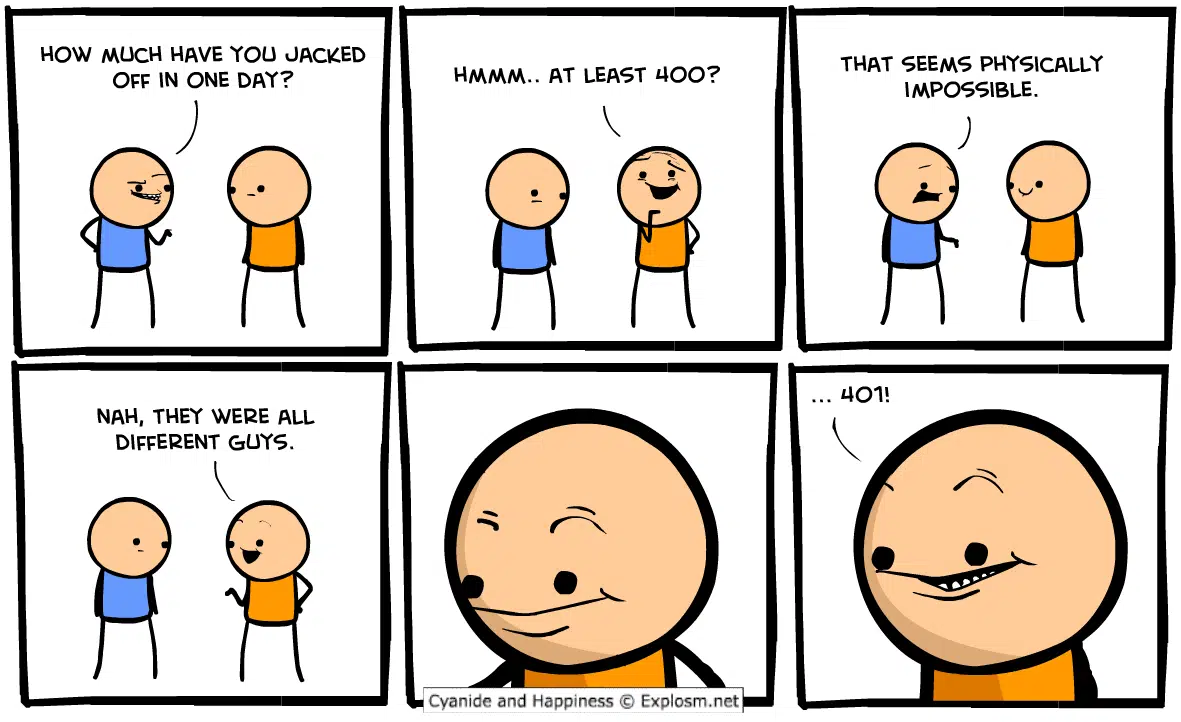 HOW MUCH HAVE YOU JACKED
OFF IN ONE DAY?
HMMM.. AT LEAST 400?
THAT SEEMS PHYSICALLY
IMPOSSIBLE.
NAH, THEY WERE ALL
DIFFERENT GUYS.
... 401!
Cyanide and Happiness © Explosm.net